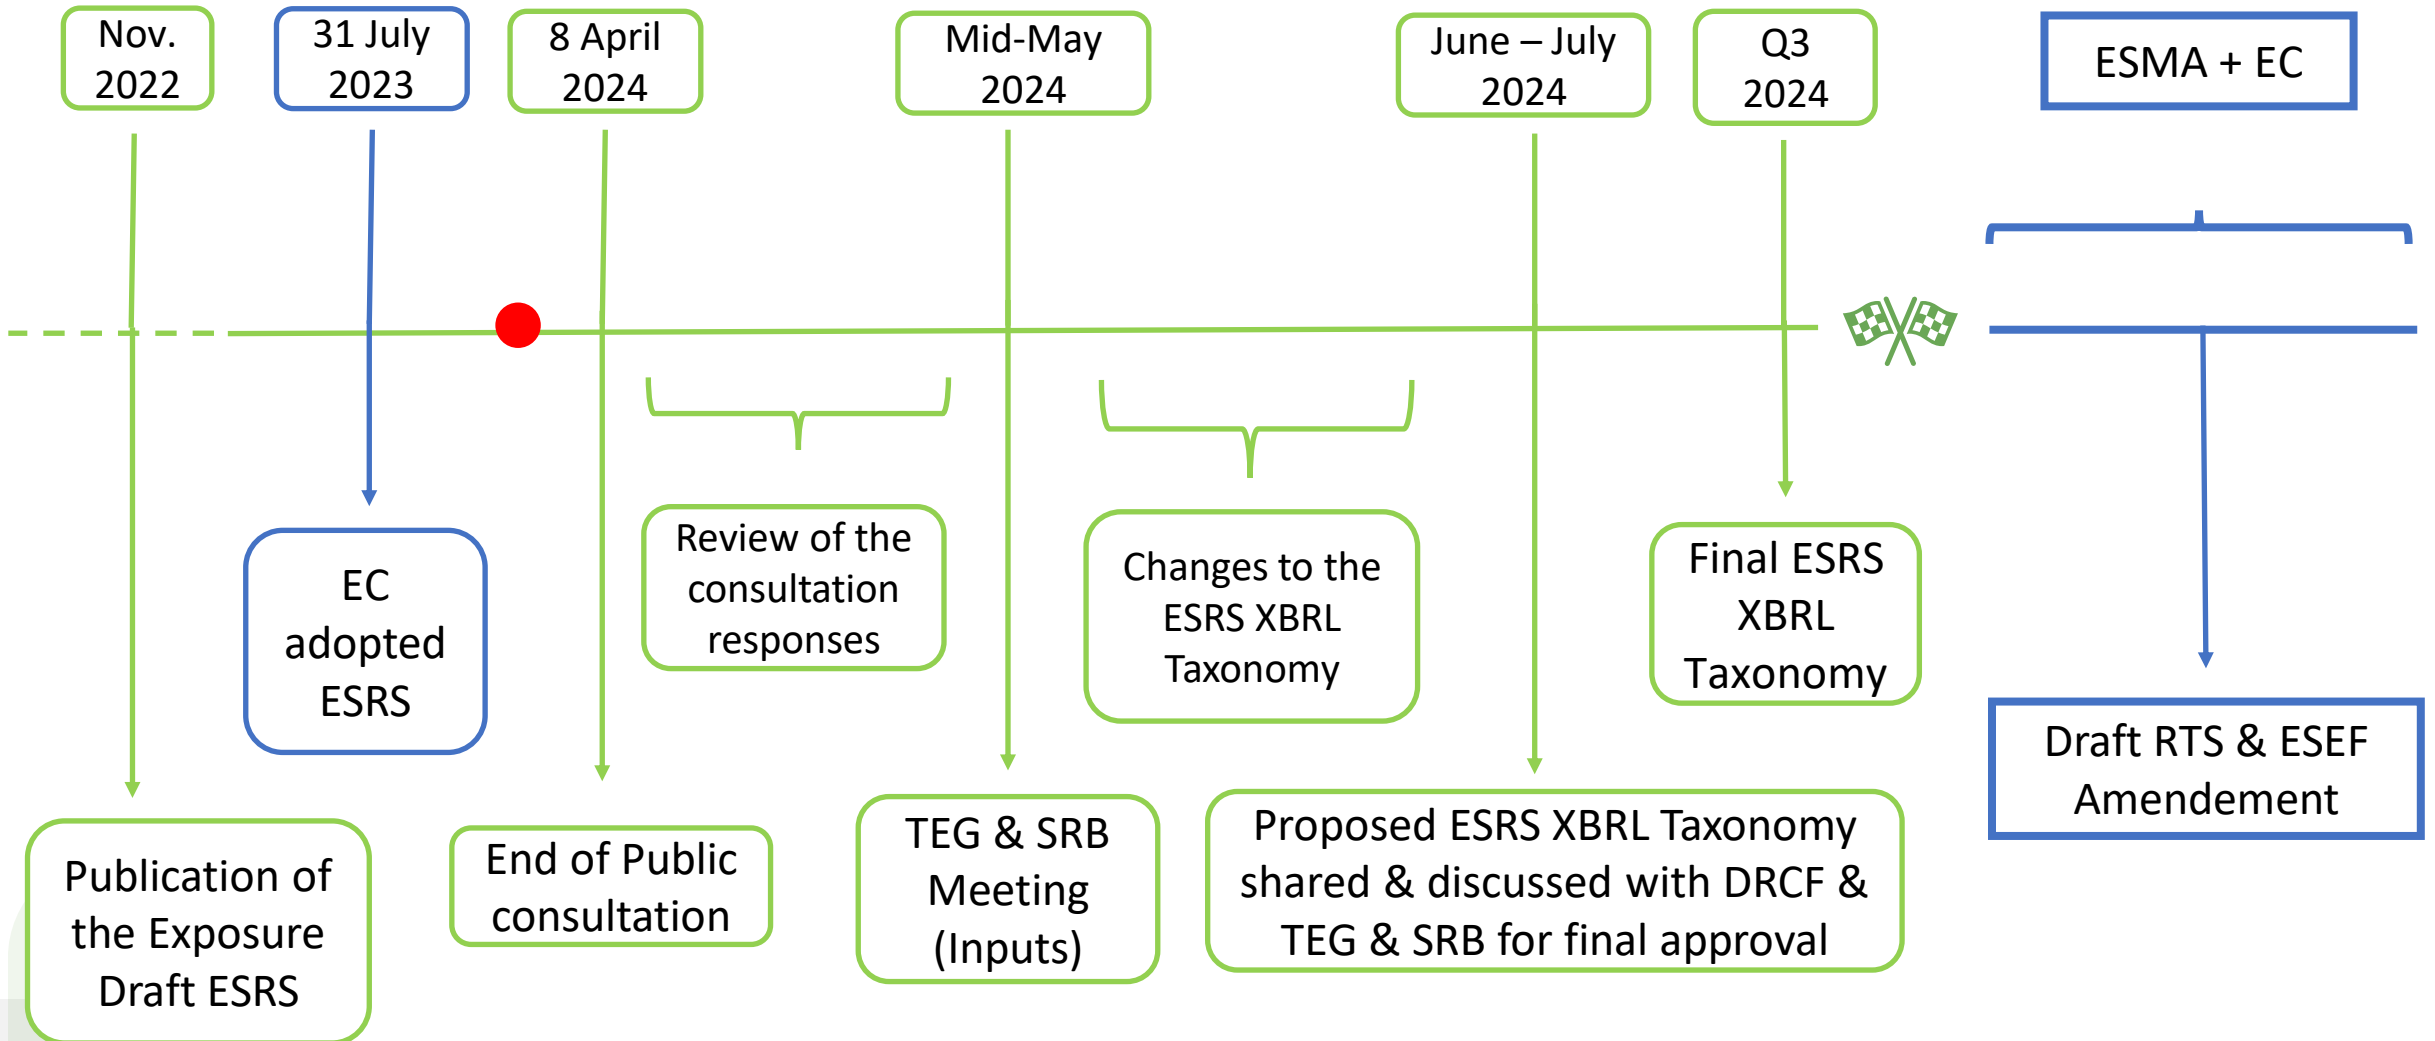 Nov.
2022
31 July
2023
8 April
2024
Mid-May
2024
June – July
2024
Q3
2024
ESMA + EC
EC
adopted
ESRS
Review of the
consultation
responses
Changes to the
ESRS XBRL
Taxonomy
Final ESRS
XBRL
Taxonomy
Draft RTS & ESEF
Amendement
Publication of
the Exposure
Draft ESRS
End of Public
consultation
TEG & SRB
Meeting
(Inputs)
Proposed ESRS XBRL Taxonomy
shared & discussed with DRCF &
TEG & SRB for final approval